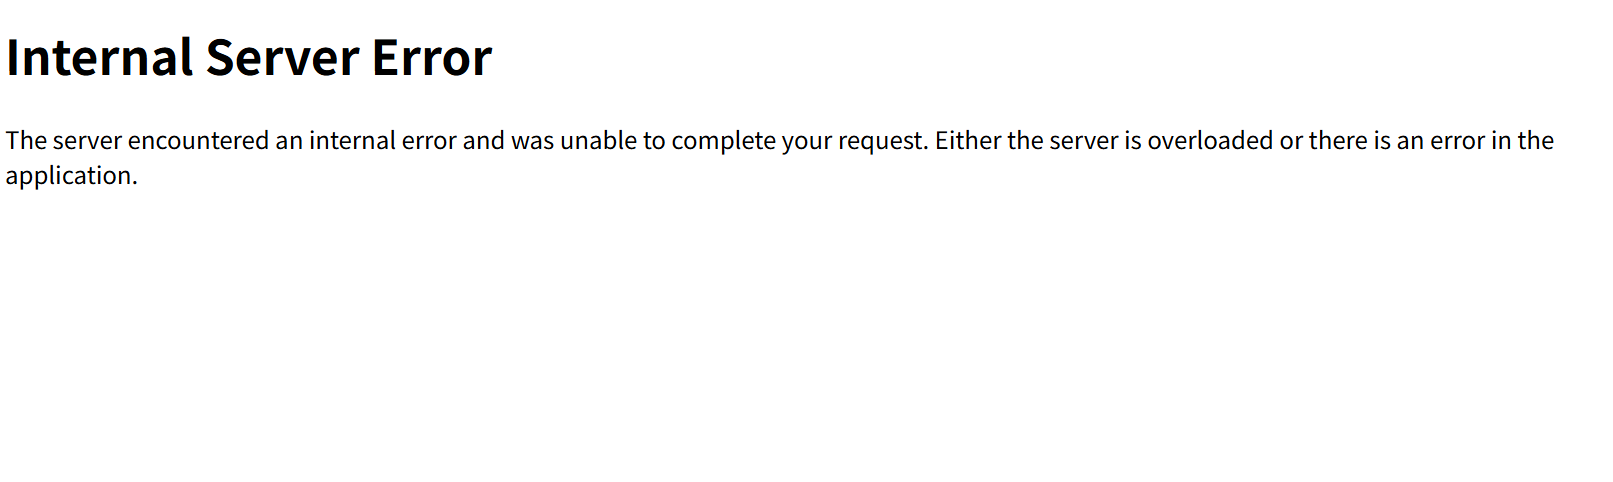 Internal Server Error
The server encountered an internal error and was unable to complete your request. Either the server is overloaded or there is an error in the
application.